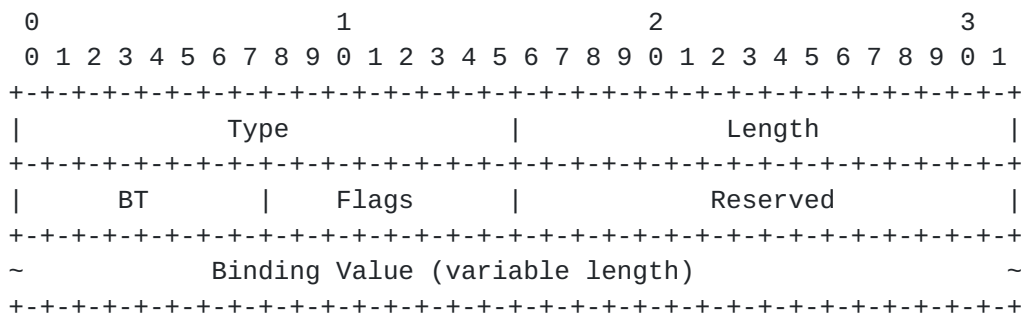 0                   1                   2                   3
 0 1 2 3 4 5 6 7 8 9 0 1 2 3 4 5 6 7 8 9 0 1 2 3 4 5 6 7 8 9 0 1
+-+-+-+-+-+-+-+-+-+-+-+-+-+-+-+-+-+-+-+-+-+-+-+-+-+-+-+-+-+-+-+-+
|             Type              |             Length            |
+-+-+-+-+-+-+-+-+-+-+-+-+-+-+-+-+-+-+-+-+-+-+-+-+-+-+-+-+-+-+-+-+
|      BT       |    Flags      |            Reserved           |
+-+-+-+-+-+-+-+-+-+-+-+-+-+-+-+-+-+-+-+-+-+-+-+-+-+-+-+-+-+-+-+-+
~            Binding Value (variable length)                    ~
+-+-+-+-+-+-+-+-+-+-+-+-+-+-+-+-+-+-+-+-+-+-+-+-+-+-+-+-+-+-+-+-+